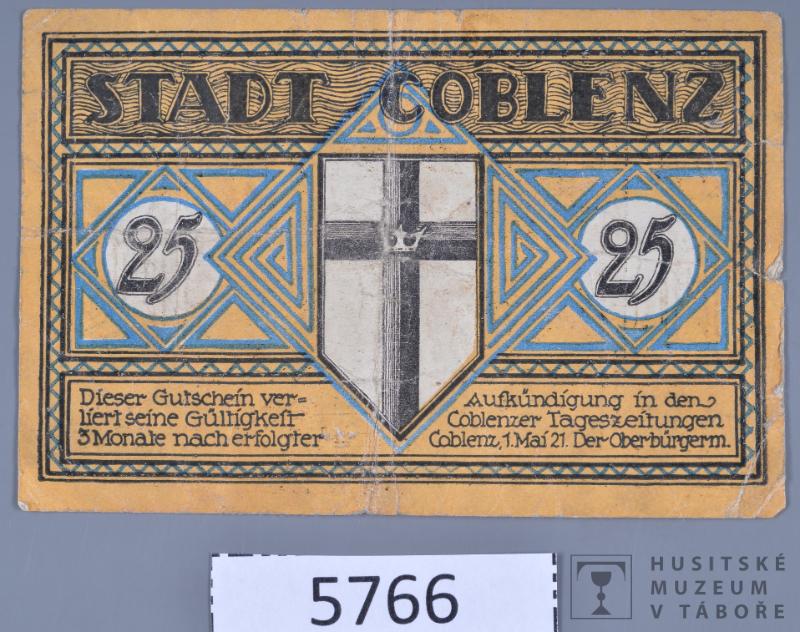 STADT COBLENZ
25
25
Dieser Gutschein ver=
liert seine Gültigkeit
3 Monate nach erfolgter
Aufkündigung in den
Coblenzer Tageszeitungen
Coblenz, 1. Mai 21. Der Oberbürgerm.
5766
HUSITSKÉ
MUZEUM
V TÁBOŘE